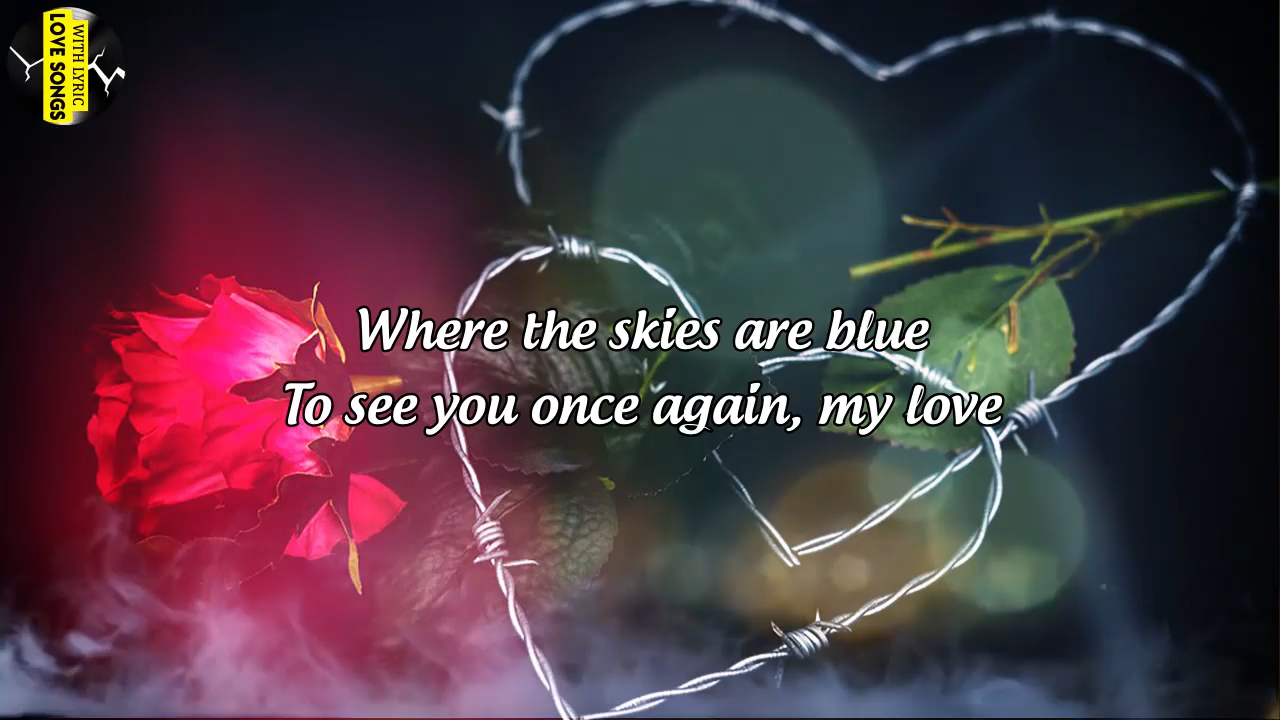 LOVE SONGS
WITH LYRIC
Where the skies are blue
To see you once again, my love